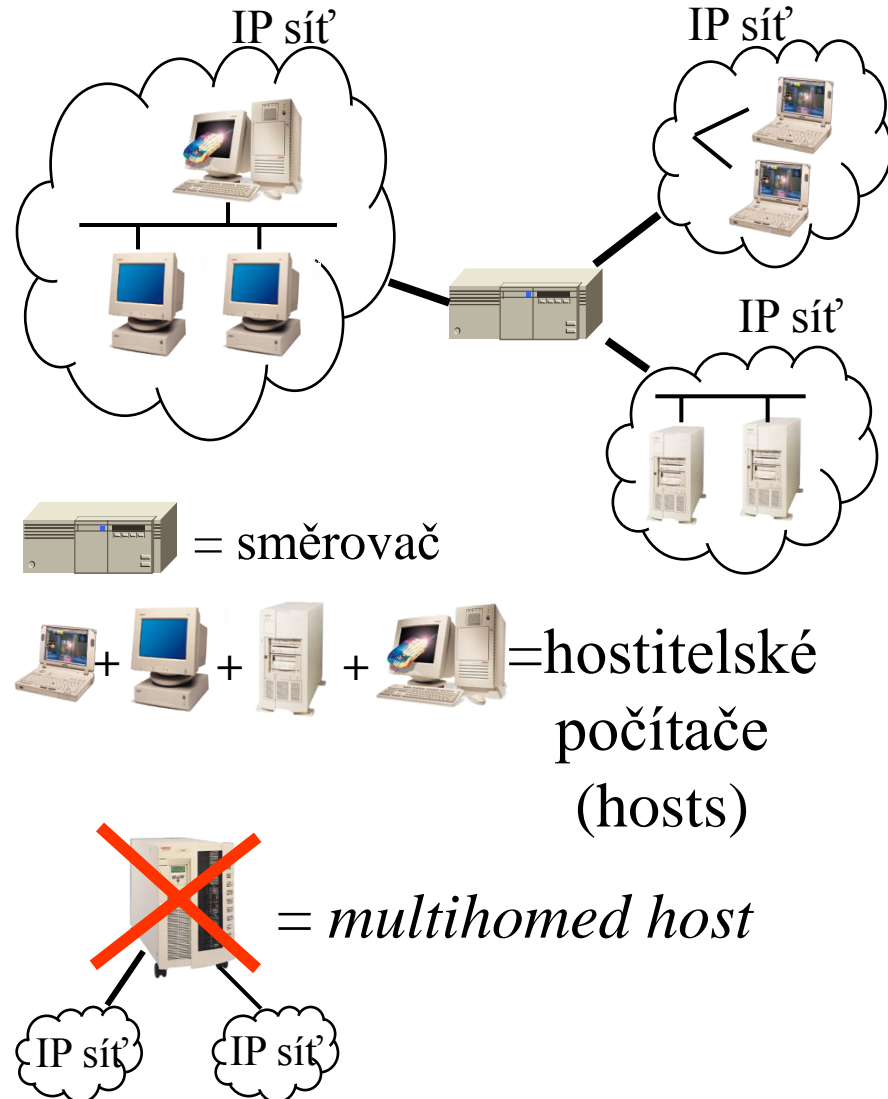 IP síť
IP síť
IP síť
= směrovač
+ + + =hostitelské
počítače
(hosts)
= multihomed host
IP síť
IP síť